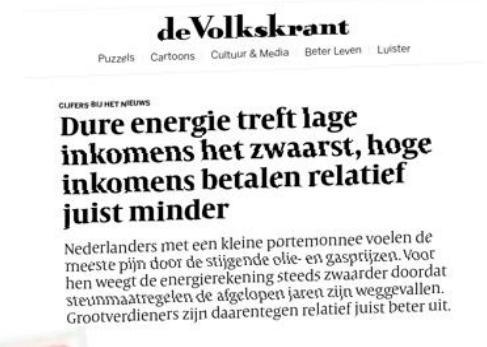 deVolkskrant
Puzzels Cartoons Cultuur & Media Beter Leven Luister
CIJFERS BIJ HET NIEUWS
Dure energie treft lage
inkomens het zwaarst, hoge
inkomens betalen relatief
juist minder
Nederlanders met een kleine portemonnee voelen de
meeste pijn door de stijgende olie- en gasprijzen. Voor
hen weegt de energierekening steeds zwaarder doordat
steunmaatregelen de afgelopen jaren zijn weggevallen.
Grootverdieners zijn daarentegen relatief juist beter uit.